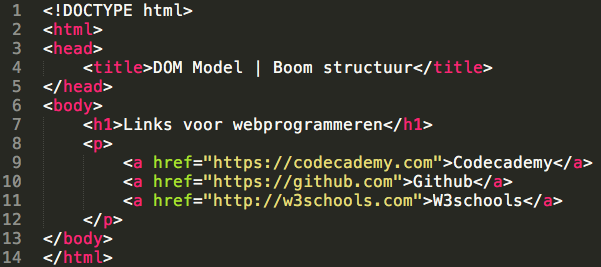 1 <!DOCTYPE html>
2 <html>
3 <head>
4     <title>DOM Model | Boom structuur</title>
5 </head>
6 <body>
7     <h1>Links voor webprogrammeren</h1>
8     <p>
9         <a href="https://codecademy.com">Codecademy</a>
10         <a href="https://github.com">Github</a>
11         <a href="http://w3schools.com">W3schools</a>
12     </p>
13 </body>
14 </html>